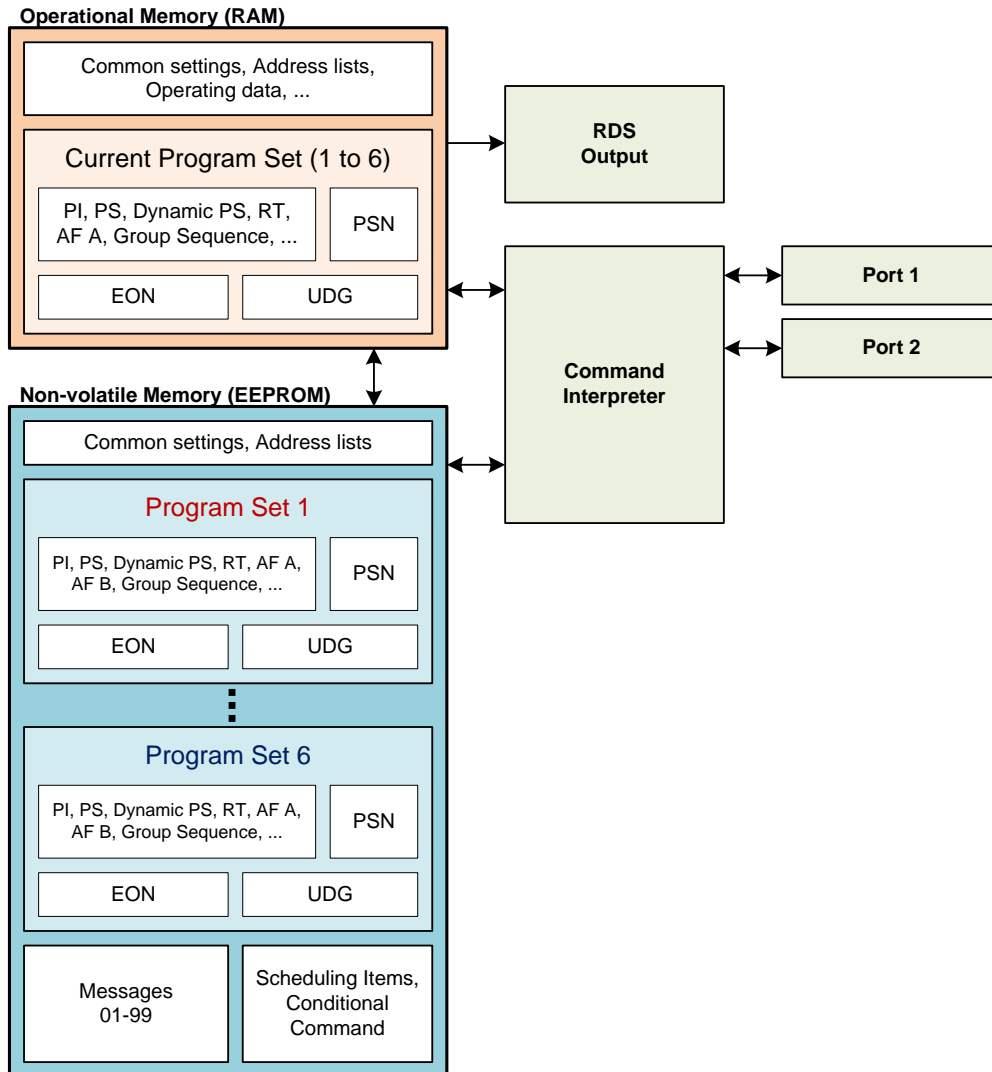 Operational Memory (RAM)
Common settings, Address lists,
Operating data, ...
Current Program Set (1 to 6)
PI, PS, Dynamic PS, RT,
AF A, Group Sequence, ...
PSN
EON
UDG
RDS
Output
Command
Interpreter
Port 1
Port 2
Non-volatile Memory (EEPROM)
Common settings, Address lists
Program Set 1
PI, PS, Dynamic PS, RT, AF A,
AF B, Group Sequence, ...
PSN
EON
UDG
Program Set 6
PI, PS, Dynamic PS, RT, AF A,
AF B, Group Sequence, ...
PSN
EON
UDG
Messages
01-99
Scheduling Items,
Conditional
Command